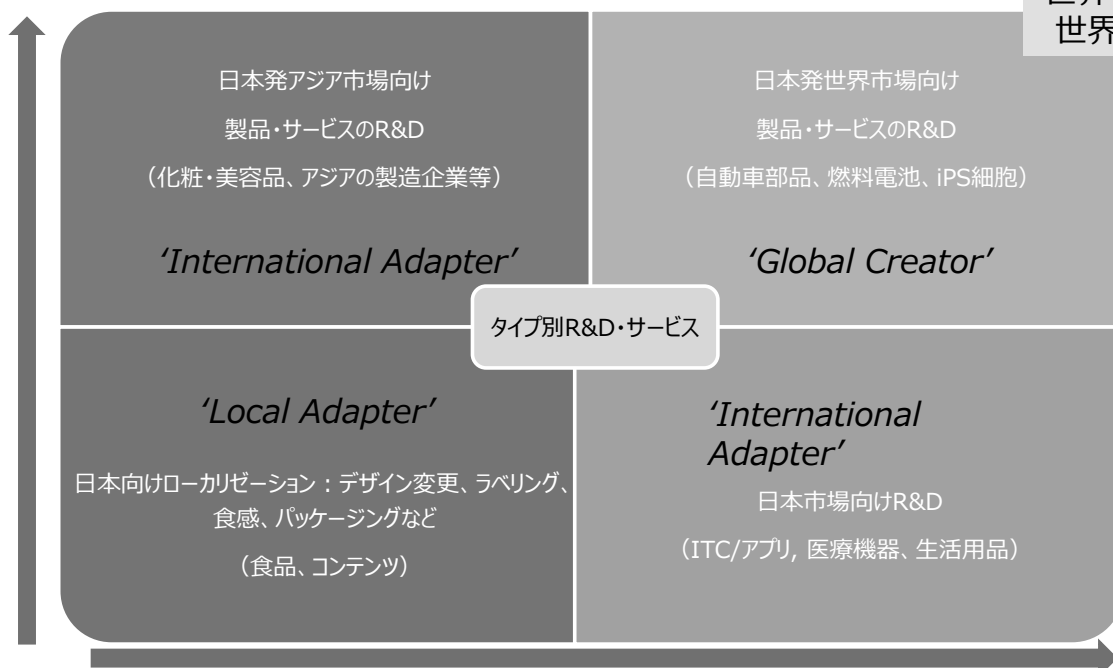 世界
日本発アジア市場向け
製品・サービスのR&D
（化粧・美容品、アジアの製造企業等）
‘International Adapter’
日本発世界市場向け
製品・サービスのR&D
（自動車部品、燃料電池、iPS細胞）
‘Global Creator’
タイプ別R&D・サービス
‘Local Adapter’
日本向けローカリゼーション：デザイン変更、ラベリング、
食感、パッケージングなど
（食品、コンテンツ）
‘International
Adapter’
日本市場向けR&D
（ITC/アプリ, 医療機器、生活用品）